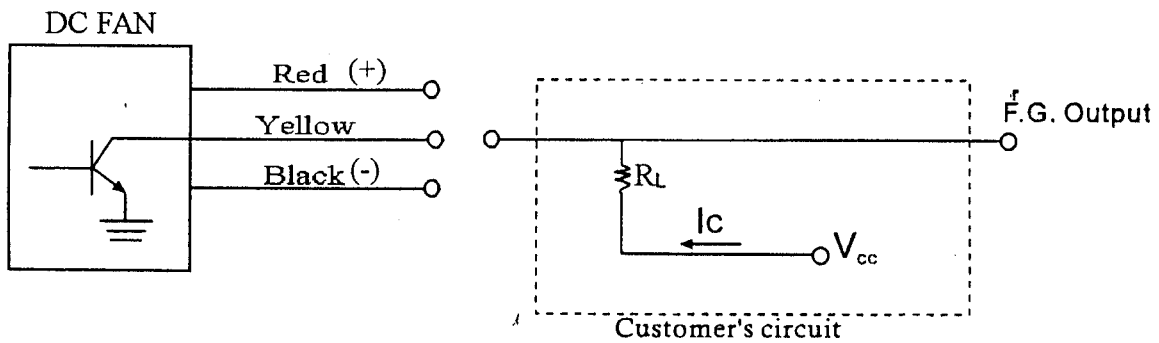 DC FAN
Red (+)
Yellow
Black (-)
F.G. Output
RL
Ic
Vcc
Customer's circuit